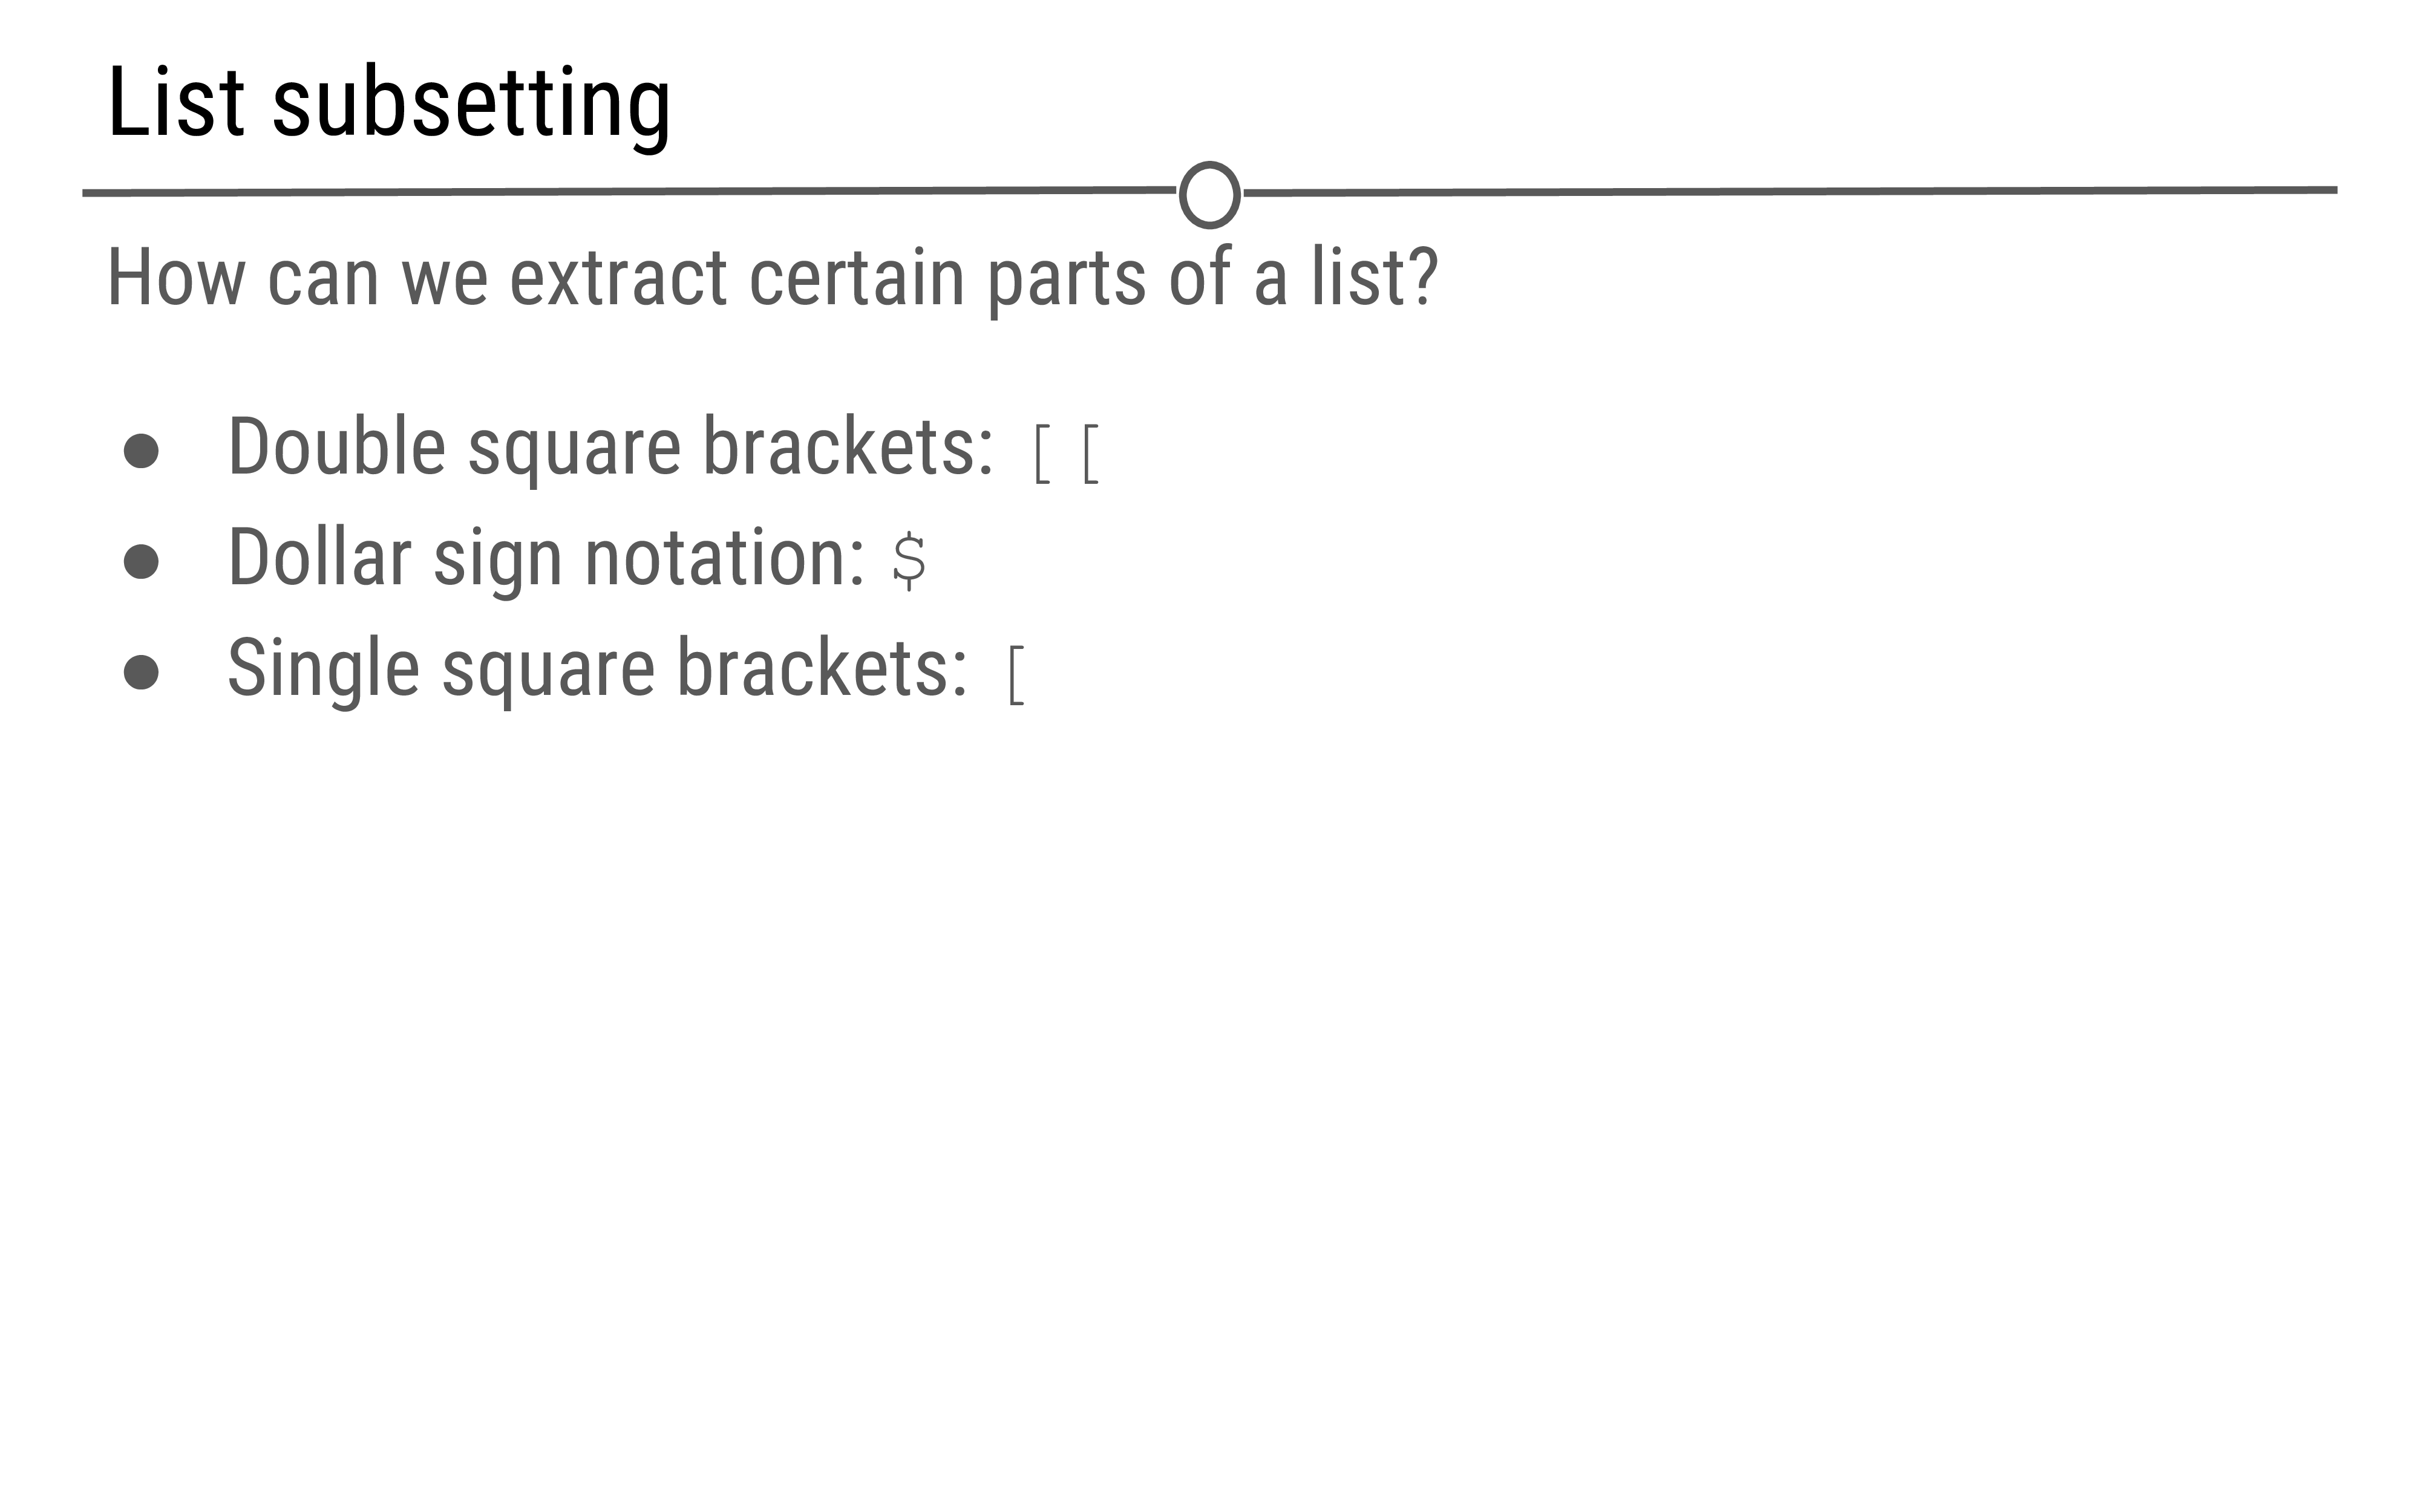 List subsetting
How can we extract certain parts of a list?
● Double square brackets: [[
● Dollar sign notation: $
● Single square brackets: [